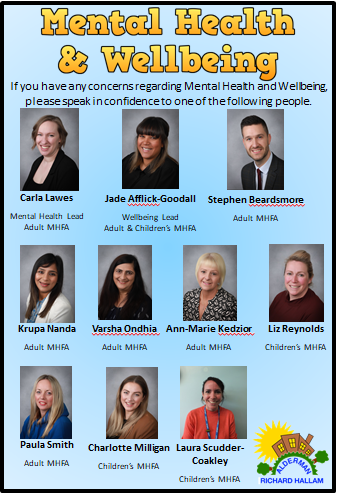 Mental Health
& Wellbeing
If you have any concerns regarding Mental Health and Wellbeing,
please speak in confidence to one of the following people.
Carla Lawes
Mental Health Lead
Adult MHFA
Jade Afflick-Goodall
Wellbeing Lead
Adult & Children's MHFA
Stephen Beardsmore
Adult MHFA
Krupa Nanda
Adult MHFA
Varsha Ondhia
Adult MHFA
Ann-Marie Kedzior
Adult MHFA
Liz Reynolds
Children's MHFA
Paula Smith
Adult MHFA
Charlotte Milligan
Children's MHFA
Laura Scudder-
Coakley
Children's MHFA
ALDERMAN
RICHARD HALLAM